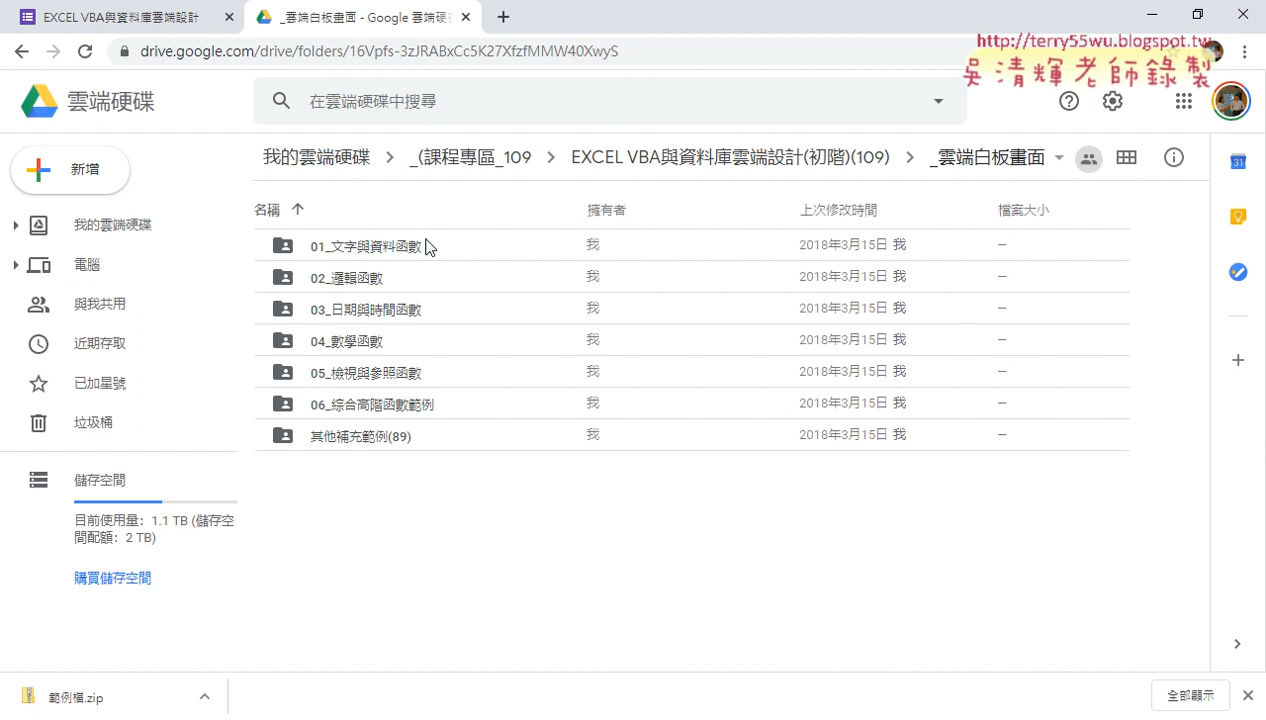 EXCEL VBA與資料庫雲端設計
_雲端白板畫面 - Google 雲端硬碟
drive.google.com/drive/folders/16Vpfs-3zJRABxCc5K27XfzfMMW40XwyS
http://terry55wu.blogspot.tw
吳清輝老師錄製
雲端硬碟
在雲端硬碟中搜尋
新增
我的雲端硬碟
_(課程專區_109
EXCEL VBA與資料庫雲端設計(初階)(109)
_雲端白板畫面
31
名稱
擁有者
上次修改時間
檔案大小
01_文字與資料函數 我 2018年3月15日 我 –
02_邏輯函數 我 2018年3月15日 我 –
03_日期與時間函數 我 2018年3月15日 我 –
04_數學函數 我 2018年3月15日 我 –
05_檢視與參照函數 我 2018年3月15日 我 –
06_綜合高階函數範例 我 2018年3月15日 我 –
其他補充範例(89) 我 2018年3月15日 我 –
我的雲端硬碟
電腦
與我共用
近期存取
已加星號
垃圾桶
儲存空間
目前使用量：1.1 TB (儲存空
間配額：2 TB)
購買儲存空間
範例檔.zip
全部顯示